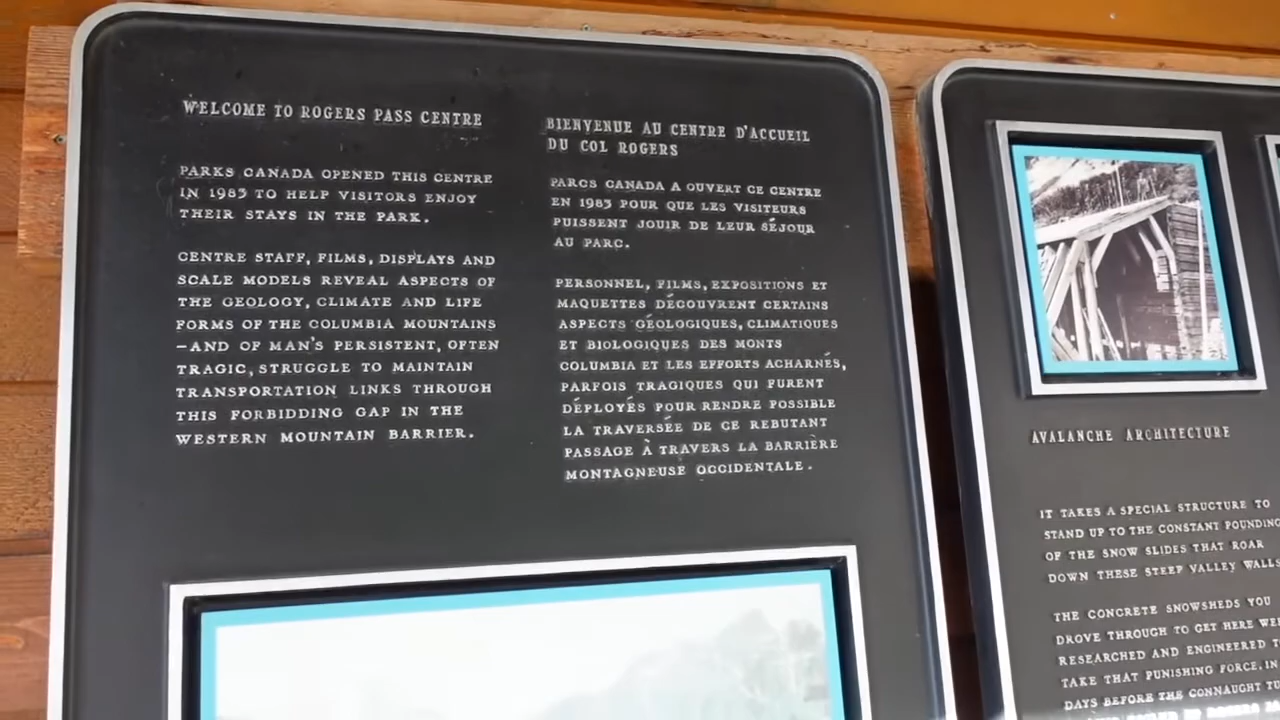 WELCOME TO ROGERS PASS CENTRE
PARKS CANADA OPENED THIS CENTRE
IN 1983 TO HELP VISITORS ENJOY
THEIR STAYS IN THE PARK.
CENTRE STAFF, FILMS, DISPLAYS AND
SCALE MODELS REVEAL ASPECTS OF
THE GEOLOGY, CLIMATE AND LIFE
FORMS OF THE COLUMBIA MOUNTAINS
—AND OF MAN'S PERSISTENT, OFTEN
TRAGIC, STRUGGLE TO MAINTAIN
TRANSPORTATION LINKS THROUGH
THIS FORBIDDING GAP IN THE
WESTERN MOUNTAIN BARRIER.
BIENVENUE AU CENTRE D'ACCUEIL
DU COL ROGERS
PARCS CANADA A OUVERT CE CENTRE
EN 1983 POUR QUE LES VISITEURS
PUISSENT JOUIR DE LEUR SÉJOUR
AU PARC.
PERSONNEL, FILMS, EXPOSITIONS ET
MAQUETTES DÉCOUVRENT CERTAINS
ASPECTS GÉOLOGIQUES, CLIMATIQUES
ET BIOLOGIQUES DES MONTS
COLUMBIA ET LES EFFORTS ACHARNÉS,
PARFOIS TRAGIQUES QUI FURENT
DÉPLOYÉS POUR RENDRE POSSIBLE
LA TRAVERSÉE DE CE REBUTANT
PASSAGE À TRAVERS LA BARRIÈRE
MONTAGNEUSE OCCIDENTALE.
AVALANCHE ARCHITECTURE
IT TAKES A SPECIAL STRUCTURE TO
STAND UP TO THE CONSTANT POUNDING
OF THE SNOW SLIDES THAT ROAR
DOWN THESE STEEP VALLEY WALLS
THE CONCRETE SNOWSHEDS YOU
DROVE THROUGH TO GET HERE WE
RESEARCHED AND ENGINEERED T
TAKE THAT PUNISHING FORCE. IN
DAYS BEFORE THE CONNAUGHT TU